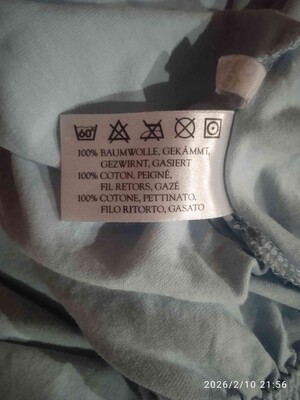 60°
100% BAUMWOLLE, GEKÄMMT,
GEZWIRNT, GASIERT
100% COTON, PEIGNÉ,
FIL RETORS, GAZÉ
100% COTONE, PETTINATO,
FILO RITORTO, GASATO
2026/2/10 21:56